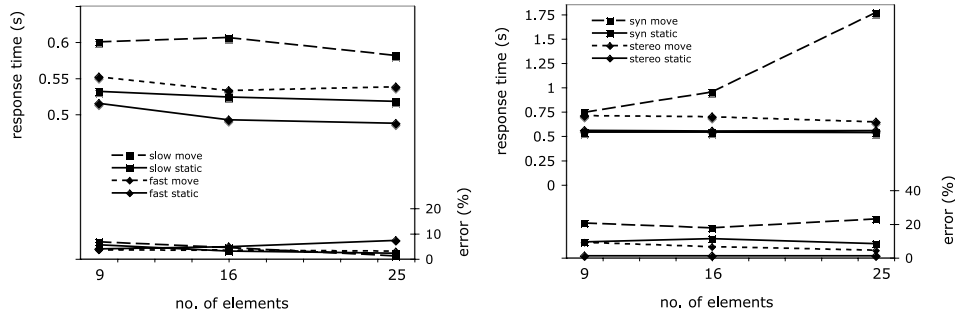 response time (s)
0.6
0.55
0.5
slow move
slow static
fast move
fast static
20
10
0
error (%)
9
16
25
no. of elements
response time (s)
1.75
1.5
1.25
1
0.75
0.5
0.25
0
syn move
syn static
stereo move
stereo static
40
20
0
error (%)
9
16
25
no. of elements